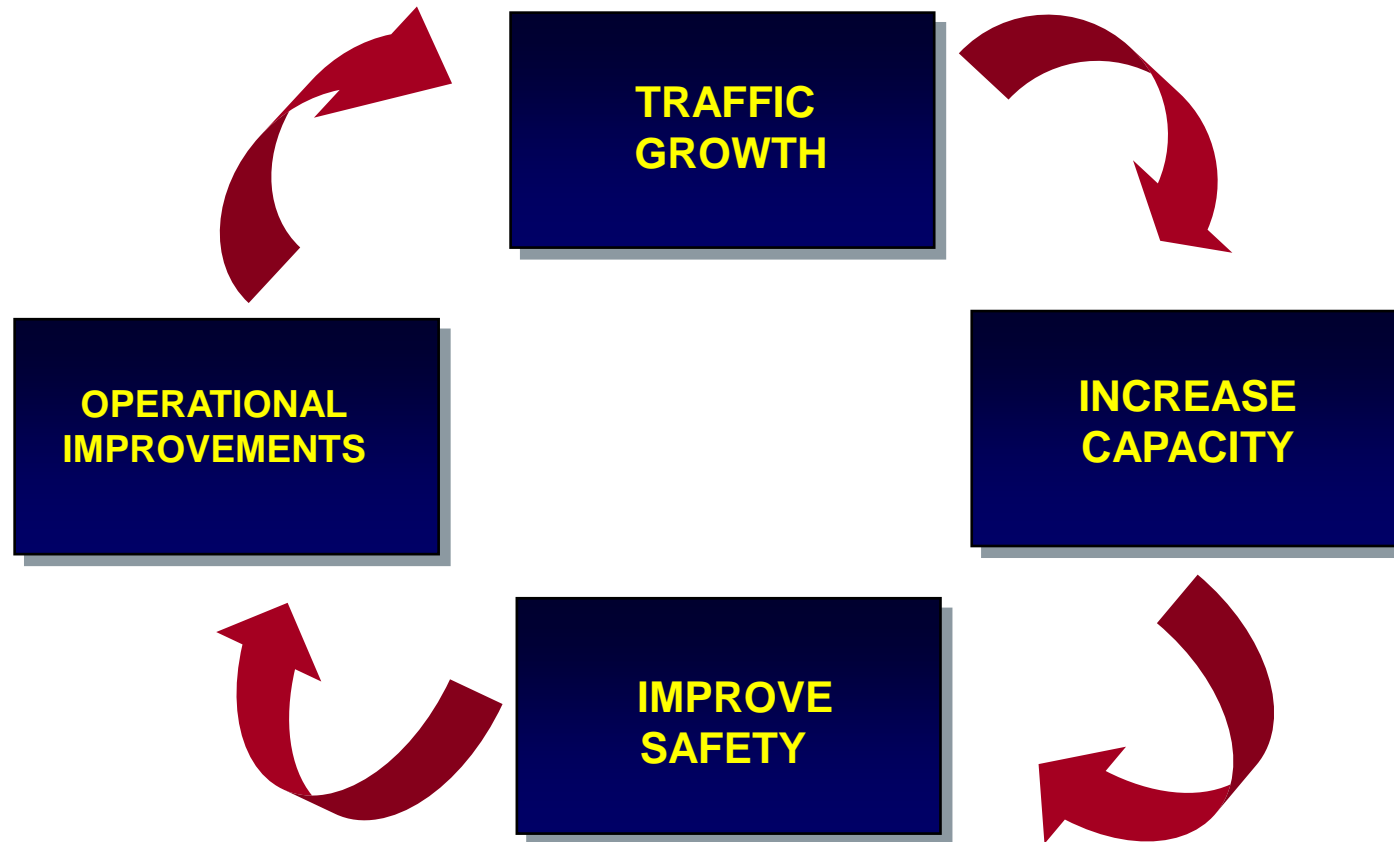 TRAFFIC
GROWTH
INCREASE
CAPACITY
IMPROVE
SAFETY
OPERATIONAL
IMPROVEMENTS